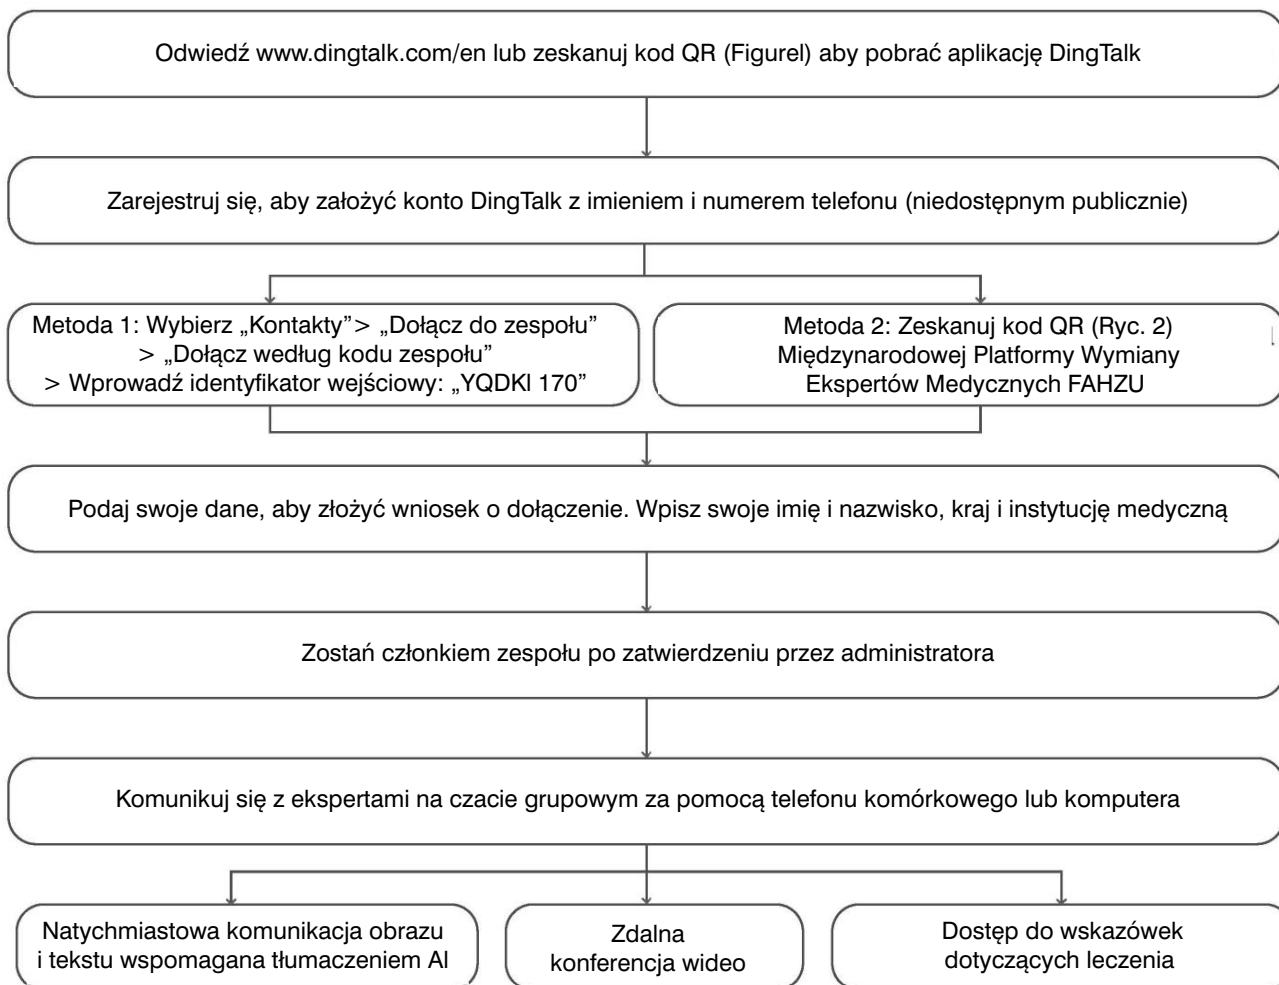 Odwiedź www.dingtalk.com/en lub zeskanuj kod QR (Figurel) aby pobrać aplikację DingTalk
Zarejestruj się, aby założyć konto DingTalk z imieniem i numerem telefonu (niedostępnym publicznie)
Metoda 1: Wybierz „Kontakty”> „Dołącz do zespołu”
> „Dołącz według kodu zespołu”
> Wprowadź identyfikator wejściowy: „YQDKl 170”
Metoda 2: Zeskanuj kod QR (Ryc. 2)
Międzynarodowej Platformy Wymiany
Ekspertów Medycznych FAHZU
Podaj swoje dane, aby złożyć wniosek o dołączenie. Wpisz swoje imię i nazwisko, kraj i instytucję medyczną
Zostań członkiem zespołu po zatwierdzeniu przez administratora
Komunikuj się z ekspertami na czacie grupowym za pomocą telefonu komórkowego lub komputera
Natychmiastowa komunikacja obrazu
i tekstu wspomagana tłumaczeniem AI
Zdalna
konferencja wideo
Dostęp do wskazówek
dotyczących leczenia